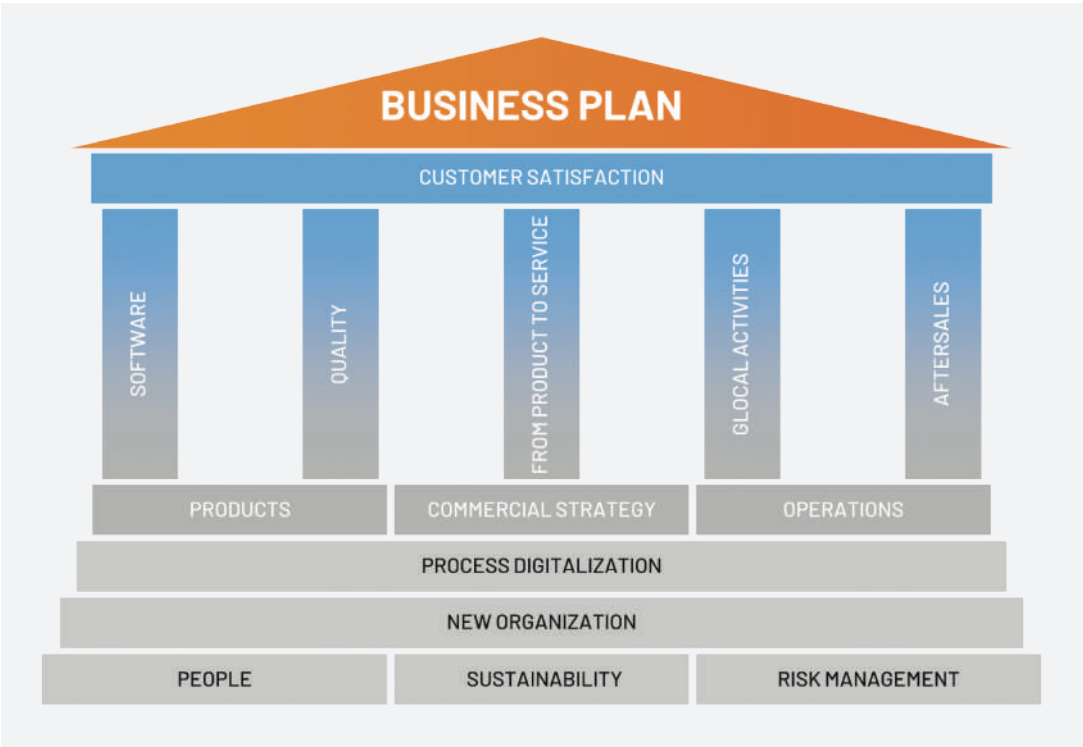 BUSINESS PLAN
CUSTOMER SATISFACTION
SOFTWARE
QUALITY
FROM PRODUCT TO SERVICE
GLOCAL ACTIVITIES
AFTERSALES
PRODUCTS
COMMERCIAL STRATEGY
OPERATIONS
PROCESS DIGITALIZATION
NEW ORGANIZATION
PEOPLE
SUSTAINABILITY
RISK MANAGEMENT